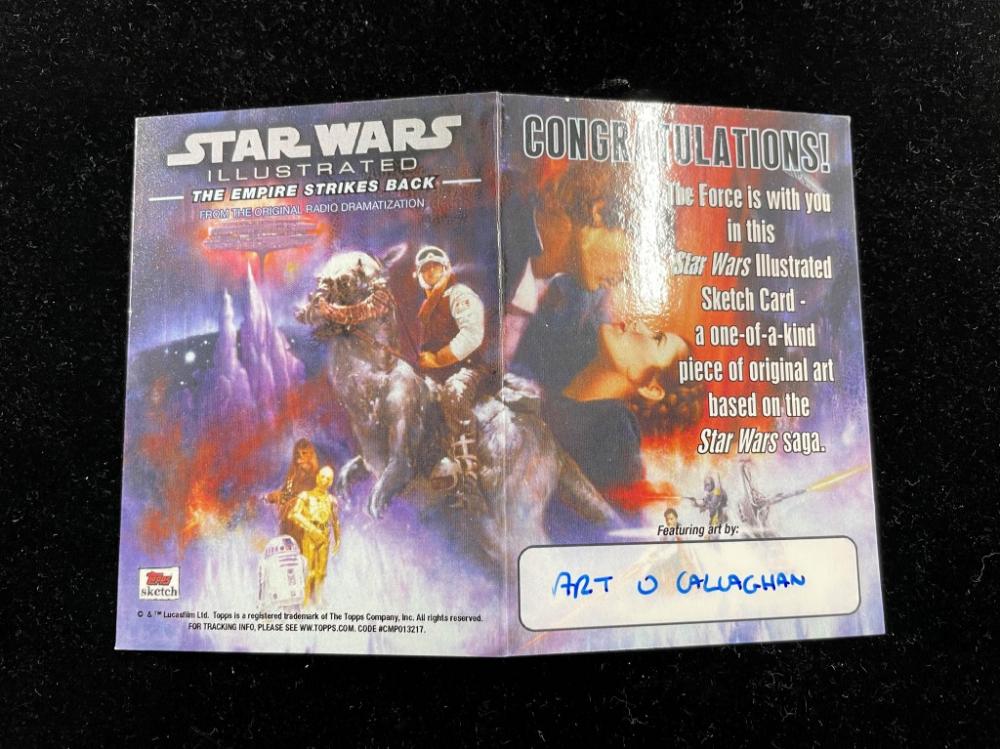 STAR WARS
ILLUSTRATED
THE EMPIRE STRIKES BACK
FROM THE ORIGINAL RADIO DRAMATIZATION
Topps
sketch
© & ™ Lucasfilm Ltd. Topps is a registered trademark of The Topps Company, Inc. All rights reserved.
FOR TRACKING INFO, PLEASE SEE WW.TOPPS.COM. CODE #CMP013217.
CONGRATULATIONS!
The Force is with you
in this
Star Wars Illustrated
Sketch Card -
a one-of-a-kind
piece of original art
based on the
Star Wars saga.
Featuring art by:
ART O CALLAGHAN